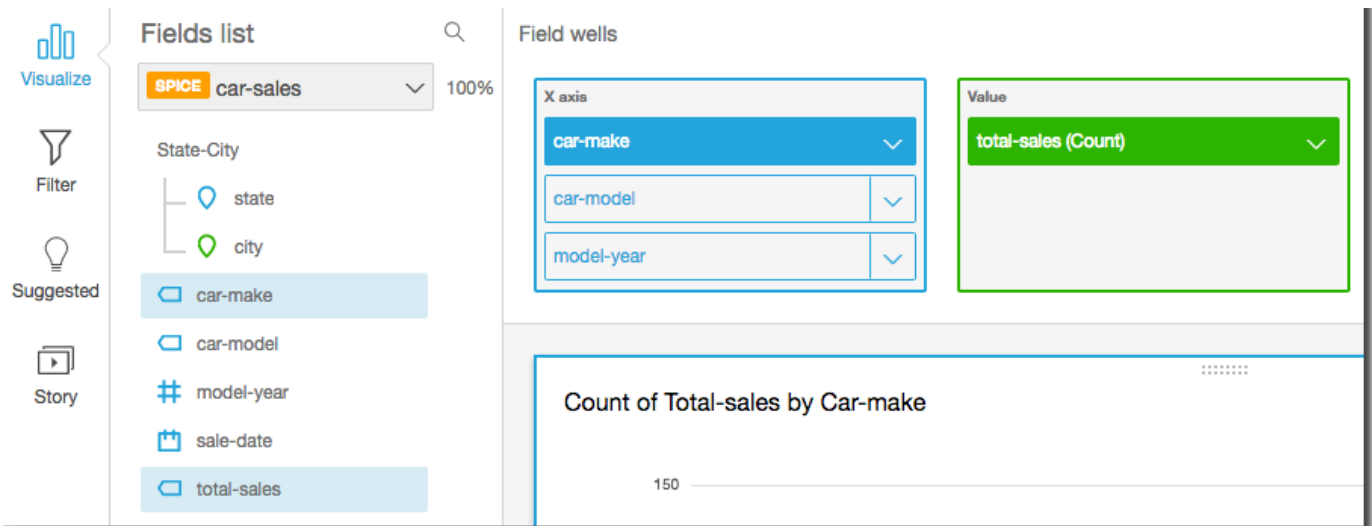 Visualize
Filter
Suggested
Story
Fields list
SPICE car-sales
100%
State-City
state
city
car-make
car-model
model-year
sale-date
total-sales
Field wells
X axis
car-make
car-model
model-year
Value
total-sales (Count)
Count of Total-sales by Car-make
150